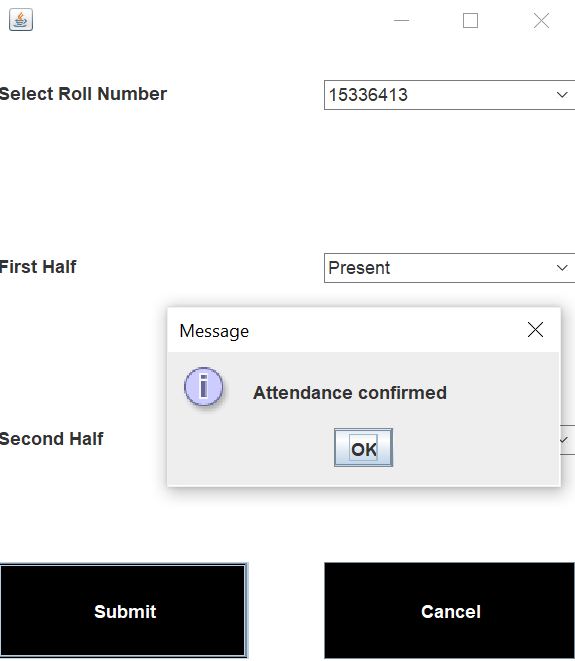 Select Roll Number
15336413
First Half
Present
Message
i
Attendance confirmed
OK
Second Half
Submit
Cancel